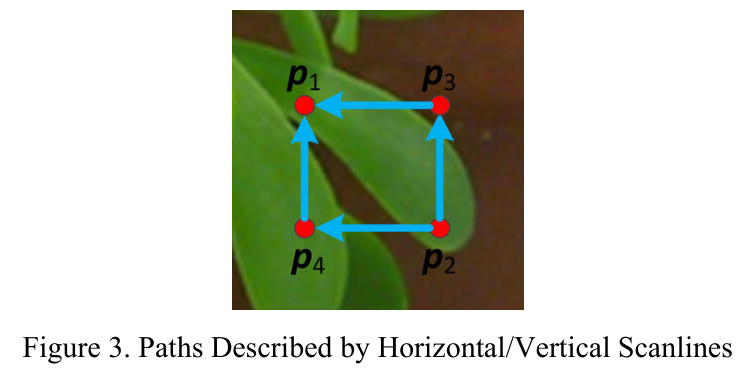 p1 p3
p4 p2
Figure 3. Paths Described by Horizontal/Vertical Scanlines